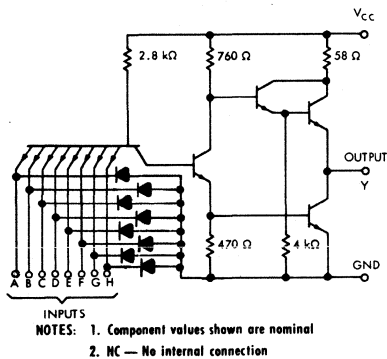 VCC
2.8 kΩ 760 Ω 58 Ω
OUTPUT
Y
470 Ω 4 kΩ
GND
A B C D E F G H
INPUTS
NOTES: 1. Component values shown are nominal
2. NC — No internal connection